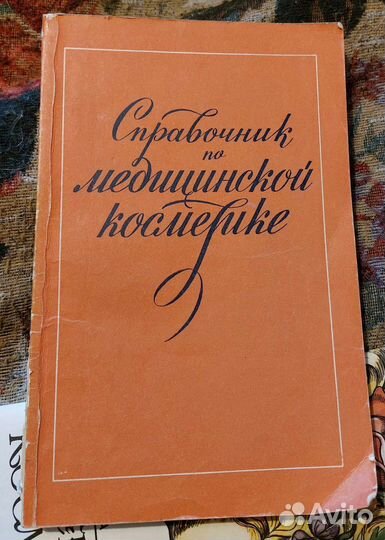 Справочник
по
медицинской
косметике
Avito